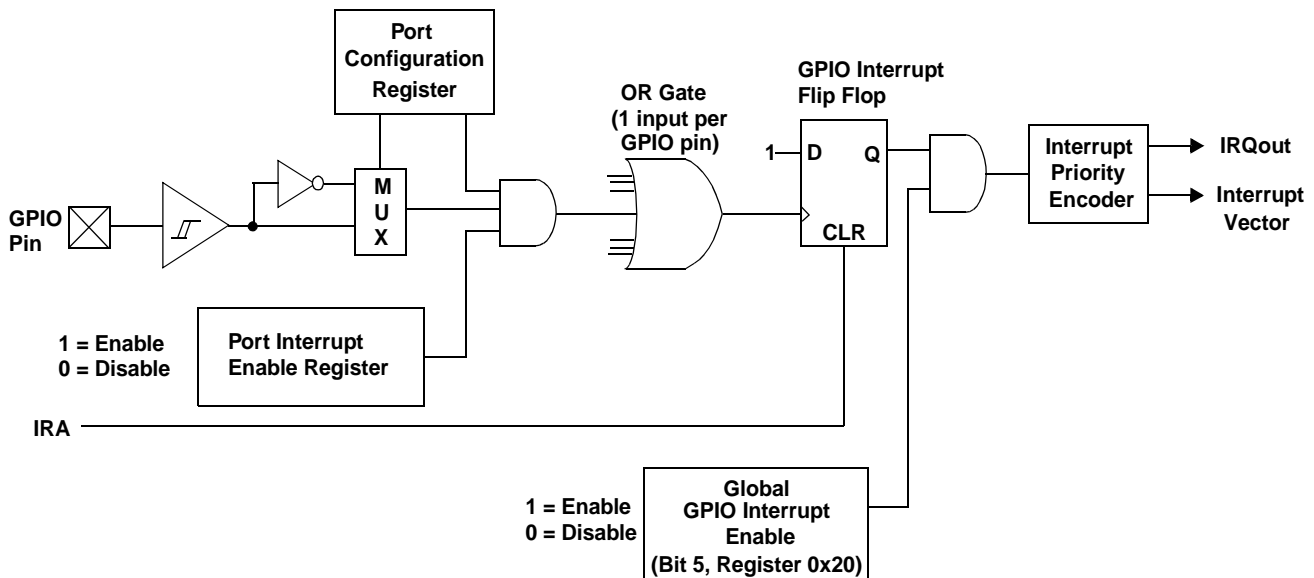 Port
Configuration
Register
GPIO Interrupt
Flip Flop
OR Gate
(1 input per
GPIO pin)
1
D
Q
CLR
Interrupt
Priority
Encoder
IRQout
Interrupt
Vector
M
U
X
GPIO
Pin
1 = Enable
0 = Disable
Port Interrupt
Enable Register
IRA
1 = Enable
0 = Disable
Global
GPIO Interrupt
Enable
(Bit 5, Register 0x20)